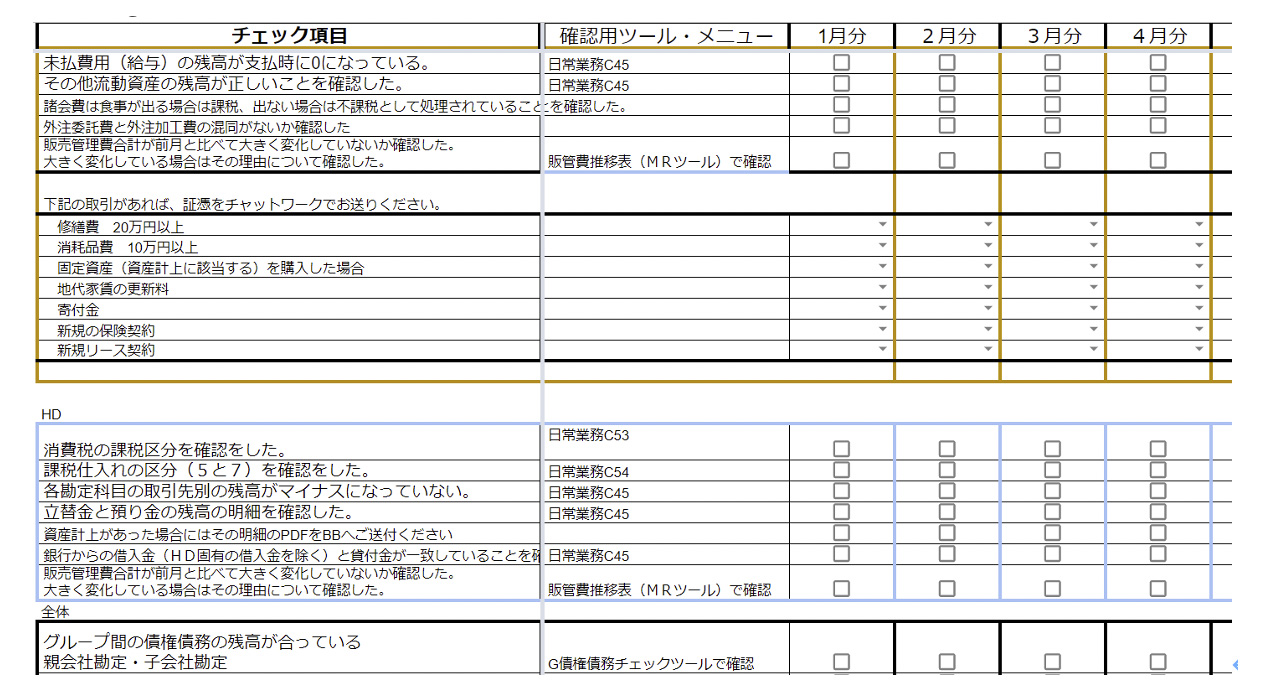 チェック項目 確認用ツール・メニュー 1月分 2月分 3月分 4月分
未払費用（給与）の残高が支払時に0になっている。 日常業務C45
その他流動資産の残高が正しいことを確認した。 日常業務C45
諸会費は食事が出る場合は課税、出ない場合は不課税として処理されていることを確認した。
外注委託費と外注加工費の混同がないか確認した
販売管理費合計が前月と比べて大きく変化していないか確認した。
大きく変化している場合はその理由について確認した。 販管費推移表（ＭＲツール）で確認
下記の取引があれば、証憑をチャットワークでお送りください。
修繕費　20万円以上
消耗品費　10万円以上
固定資産（資産計上に該当する）を購入した場合
地代家賃の更新料
寄付金
新規の保険契約
新規リース契約
HD
日常業務C53
消費税の課税区分を確認をした。
課税仕入れの区分（５と７）を確認をした。 日常業務C54
各勘定科目の取引先別の残高がマイナスになっていない。 日常業務C45
立替金と預り金の残高の明細を確認した。 日常業務C45
資産計上があった場合にはその明細のPDFをBBへご送付ください
銀行からの借入金（ＨＤ固有の借入金を除く）と貸付金が一致していることを 日常業務C45
販売管理費合計が前月と比べて大きく変化していないか確認した。
大きく変化している場合はその理由について確認した。 販管費推移表（ＭＲツール）で確認
全体
グループ間の債権債務の残高が合っている
親会社勘定・子会社勘定 G債権債務チェックツールで確認